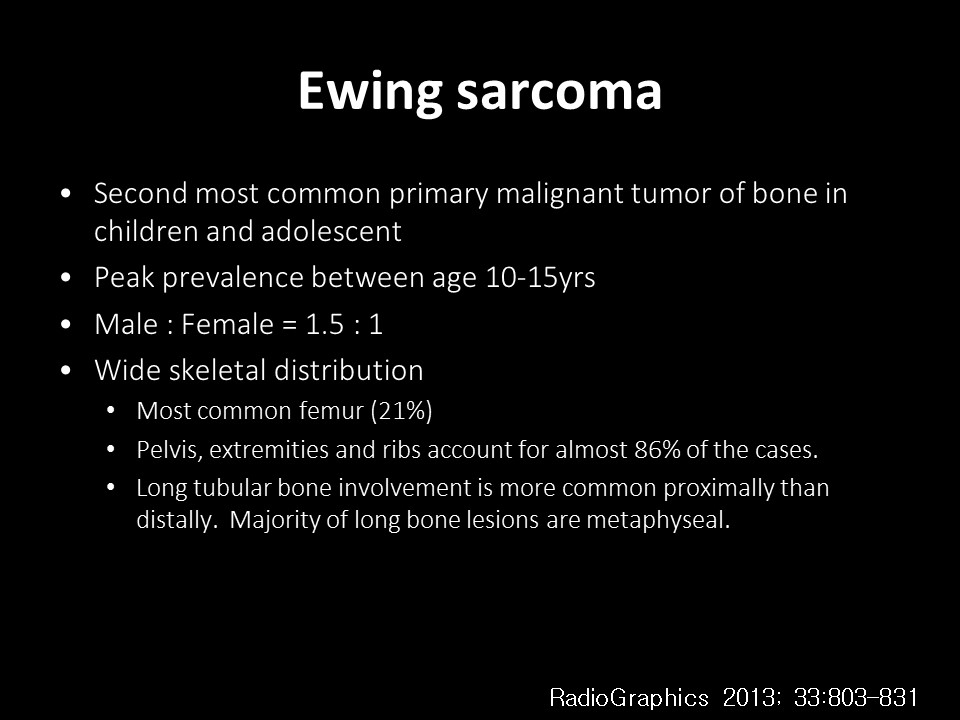 Ewing sarcoma
• Second most common primary malignant tumor of bone in
children and adolescent
• Peak prevalence between age 10-15yrs
• Male : Female = 1.5 : 1
• Wide skeletal distribution
• Most common femur (21%)
• Pelvis, extremities and ribs account for almost 86% of the cases.
• Long tubular bone involvement is more common proximally than
distally. Majority of long bone lesions are metaphyseal.
RadioGraphics 2013; 33:803-831